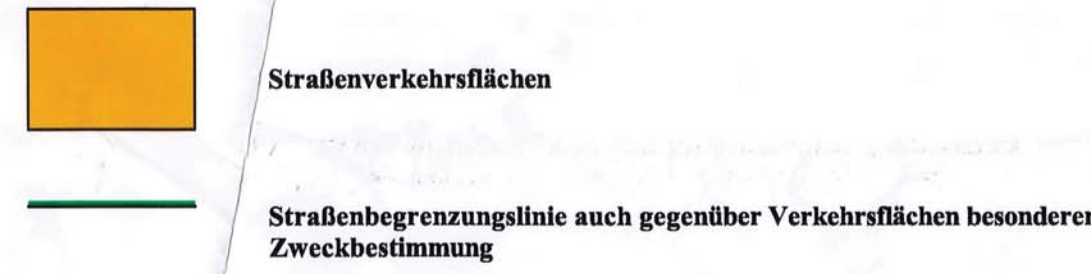 Straßenverkehrsflächen
Straßenbegrenzungslinie auch gegenüber Verkehrsflächen besonderer
Zweckbestimmung